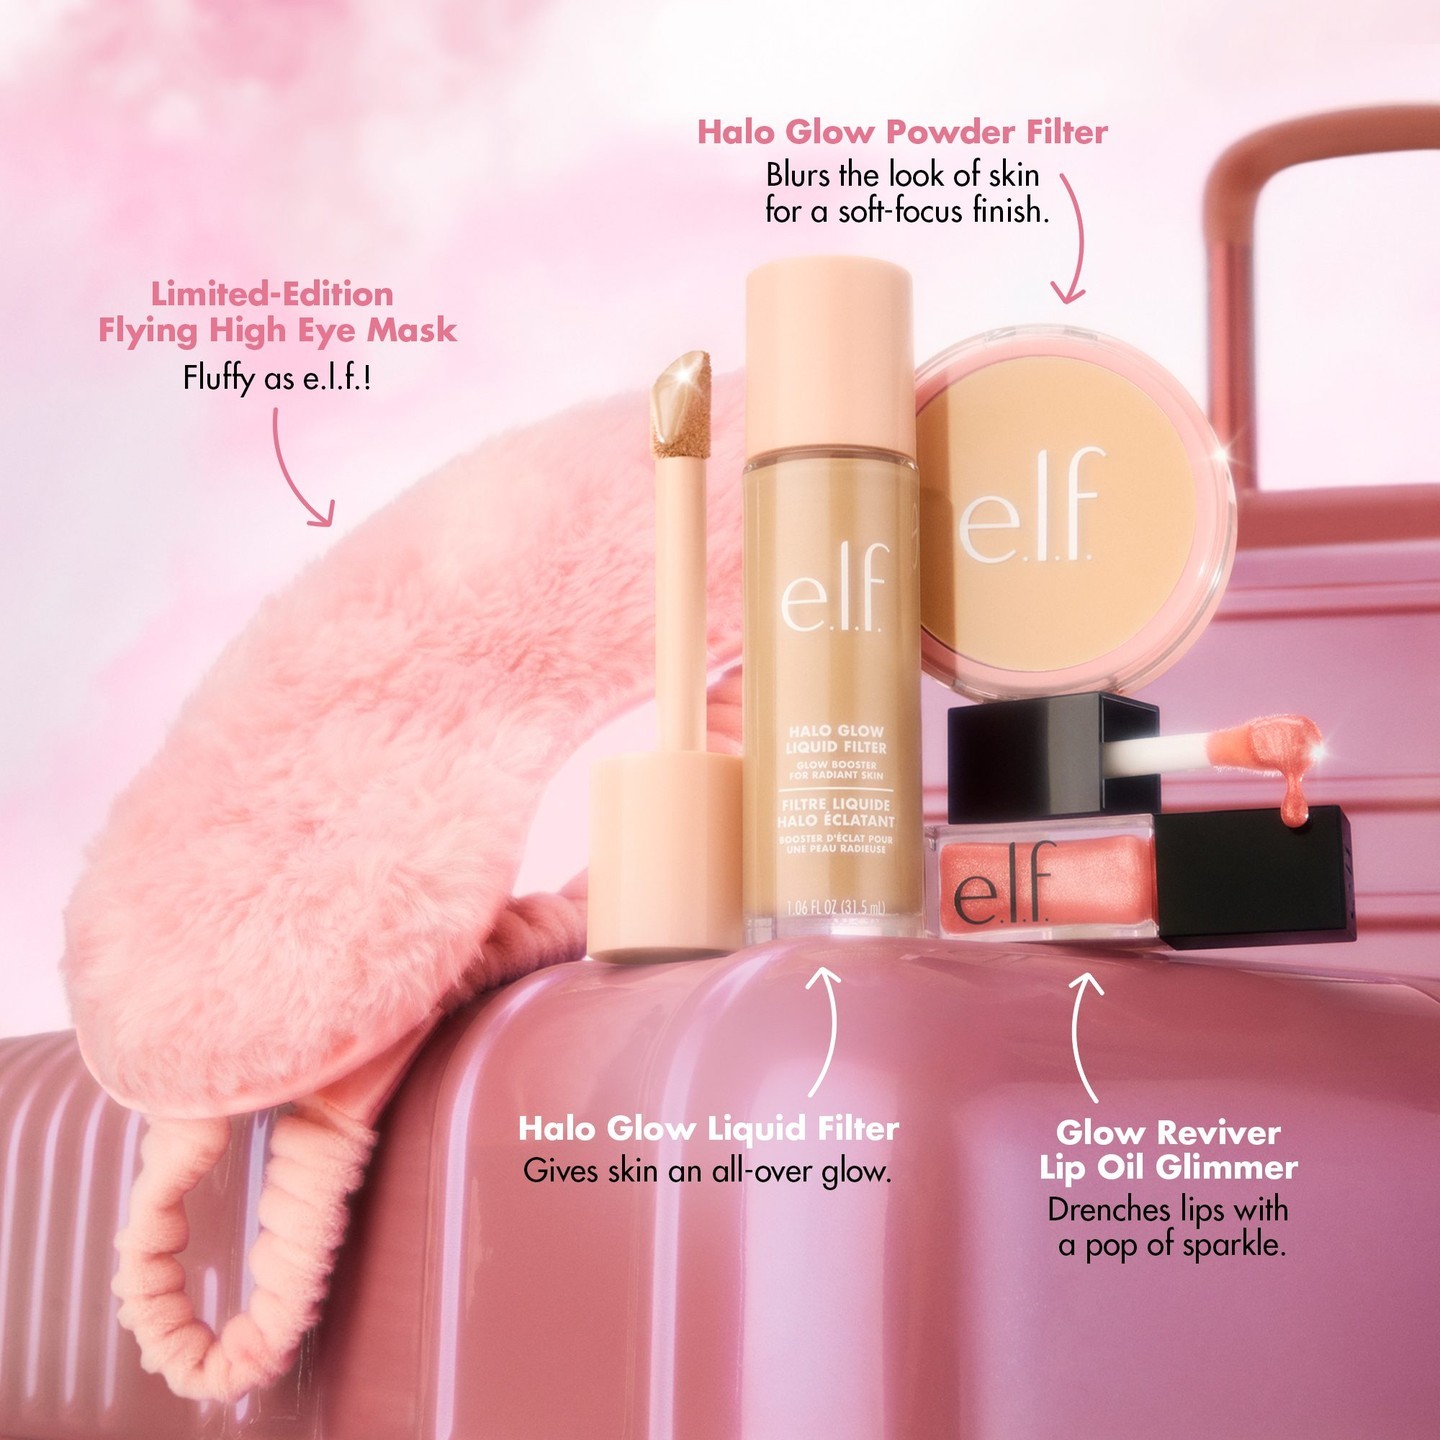 Halo Glow Powder Filter
Blurs the look of skin
for a soft-focus finish.
Limited-Edition
Flying High Eye Mask
Fluffy as e.l.f.!
e.l.f.
e.l.f.
HALO GLOW
LIQUID FILTER
GLOW BOOSTER
FOR RADIANT SKIN
FILTRE LIQUIDE
HALO ÉCLATANT
BOOSTER D'ÉCLAT POUR
UNE PEAU RADIEUSE
1.06 FL OZ (31.5 mL)
e.l.f.
Halo Glow Liquid Filter
Gives skin an all-over glow.
Glow Reviver
Lip Oil Glimmer
Drenches lips with
a pop of sparkle.